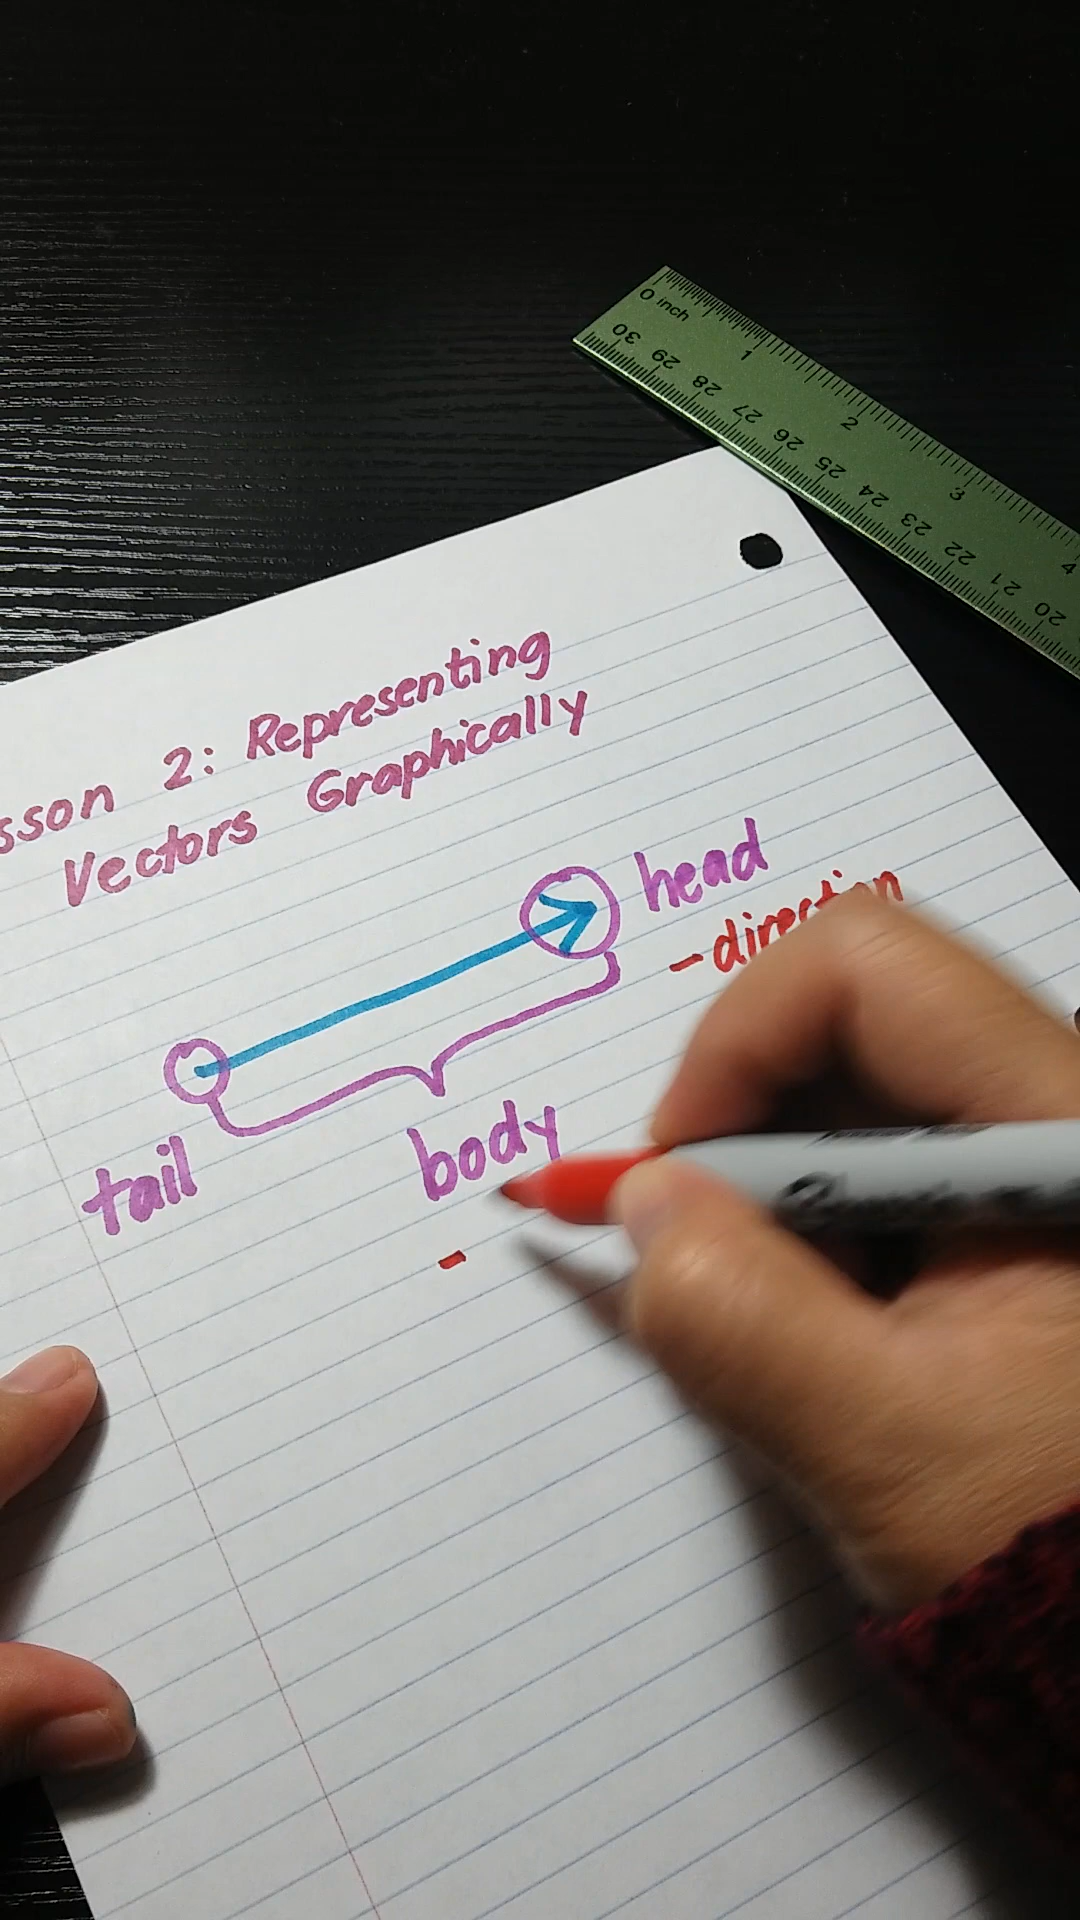 sson 2: Representing
Vectors Graphically
head
-direction
tail
body
-
0 inch 1 2 3 4
30 29 28 27 26 25 24 23 22 21 20